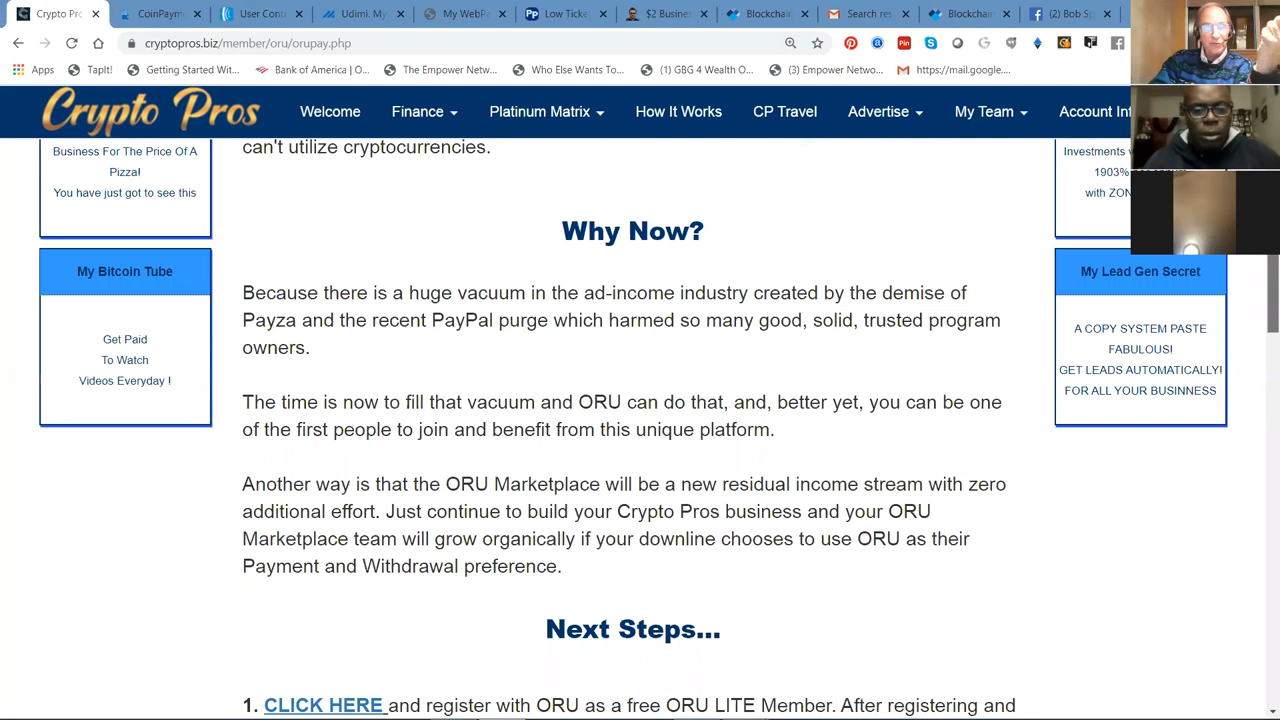 Crypto Pro
CoinPaym
User Cont
Udimi. My
My WebPa
Low Ticke
$2 Busine
Blockchain
Search res
Blockchain
(2) Bob Sp
cryptopros.biz/member/oru/orupay.php
Apps
TapIt!
Getting Started Wit...
Bank of America | O...
The Empower Netw...
Who Else Wants To...
(1) GBG 4 Wealth O...
(3) Empower Netwo...
https://mail.google....
Crypto Pros
Welcome
Finance
Platinum Matrix
How It Works
CP Travel
Advertise
My Team
Account Inf
Business For The Price Of A
Pizza!
You have just got to see this
My Bitcoin Tube
Get Paid
To Watch
Videos Everyday !
can't utilize cryptocurrencies.
Why Now?
Because there is a huge vacuum in the ad-income industry created by the demise of
Payza and the recent PayPal purge which harmed so many good, solid, trusted program
owners.
The time is now to fill that vacuum and ORU can do that, and, better yet, you can be one
of the first people to join and benefit from this unique platform.
Another way is that the ORU Marketplace will be a new residual income stream with zero
additional effort. Just continue to build your Crypto Pros business and your ORU
Marketplace team will grow organically if your downline chooses to use ORU as their
Payment and Withdrawal preference.
Next Steps...
1. CLICK HERE and register with ORU as a free ORU LITE Member. After registering and
Investments
1903%
with ZON
My Lead Gen Secret
A COPY SYSTEM PASTE
FABULOUS!
GET LEADS AUTOMATICALLY!
FOR ALL YOUR BUSINNESS